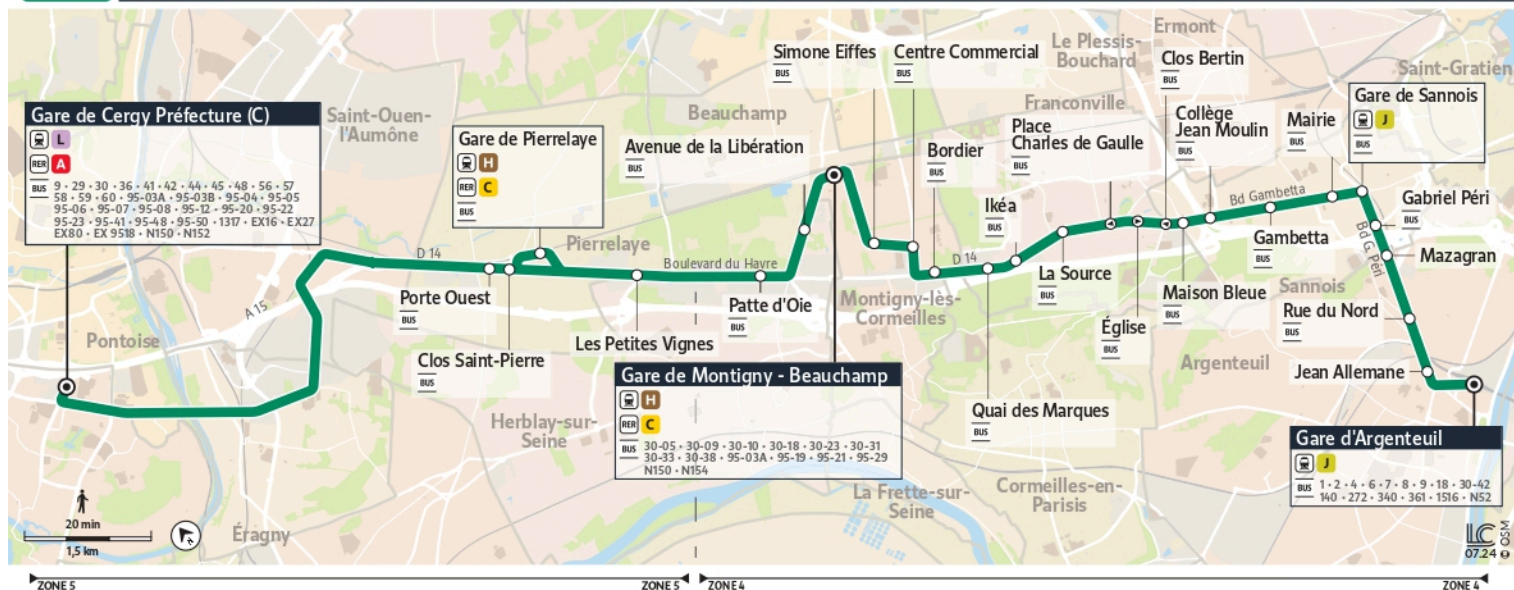 Gare de Cergy Préfecture (C)
L
RER A
BUS 9 • 29 • 30 • 36 • 41 • 42 • 44 • 45 • 48 • 56 • 57
58 • 59 • 60 • 95-03A • 95-03B • 95-04 • 95-05
95-06 • 95-07 • 95-08 • 95-12 • 95-20 • 95-22
95-23 • 95-41 • 95-48 • 95-50 • 1317 • EX16 • EX27
EX80 • EX 9518 • N150 • N152
Saint-Ouen-
l'Aumône
Pontoise
A 15
D 14
Porte Ouest
BUS
Clos Saint-Pierre
BUS
Gare de Pierrelaye
H
RER C
BUS
Pierrelaye
Les Petites Vignes
Boulevard du Havre
Herblay-sur-
Seine
Éragny
Avenue de la Libération
BUS
Beauchamp
Patte d'Oie
BUS
Gare de Montigny - Beauchamp
H
RER C
BUS 30-05 • 30-09 • 30-10 • 30-18 • 30-23 • 30-31
30-33 • 30-38 • 95-03A • 95-19 • 95-21 • 95-29
N150 • N154
Simone Eiffes
BUS
Centre Commercial
BUS
Montigny-lès-
Cormeilles
Bordier
BUS
D 14
Quai des Marques
BUS
Ikéa
BUS
La Frette-sur-
Seine
Cormeilles-en-
Parisis
La Source
BUS
Franconville
Place
Charles de Gaulle
BUS
Le Plessis-
Bouchard
Ermont
Église
BUS
Clos Bertin
BUS
Maison Bleue
BUS
Collège
Jean Moulin
BUS
Bd Gambetta
Gambetta
BUS
Mairie
BUS
Saint-Gratien
Gare de Sannois
J
BUS
Sannois
Bd G. Péri
Gabriel Péri
BUS
Mazagran
Rue du Nord
BUS
Argenteuil
Jean Allemane
Gare d'Argenteuil
J
BUS 1 • 2 • 4 • 6 • 7 • 8 • 9 • 18 • 30-42
140 • 272 • 340 • 361 • 1516 • N52
20 min
1,5 km
LC
07.24 © OSM
ZONE 5
ZONE 5
ZONE 4
ZONE 4